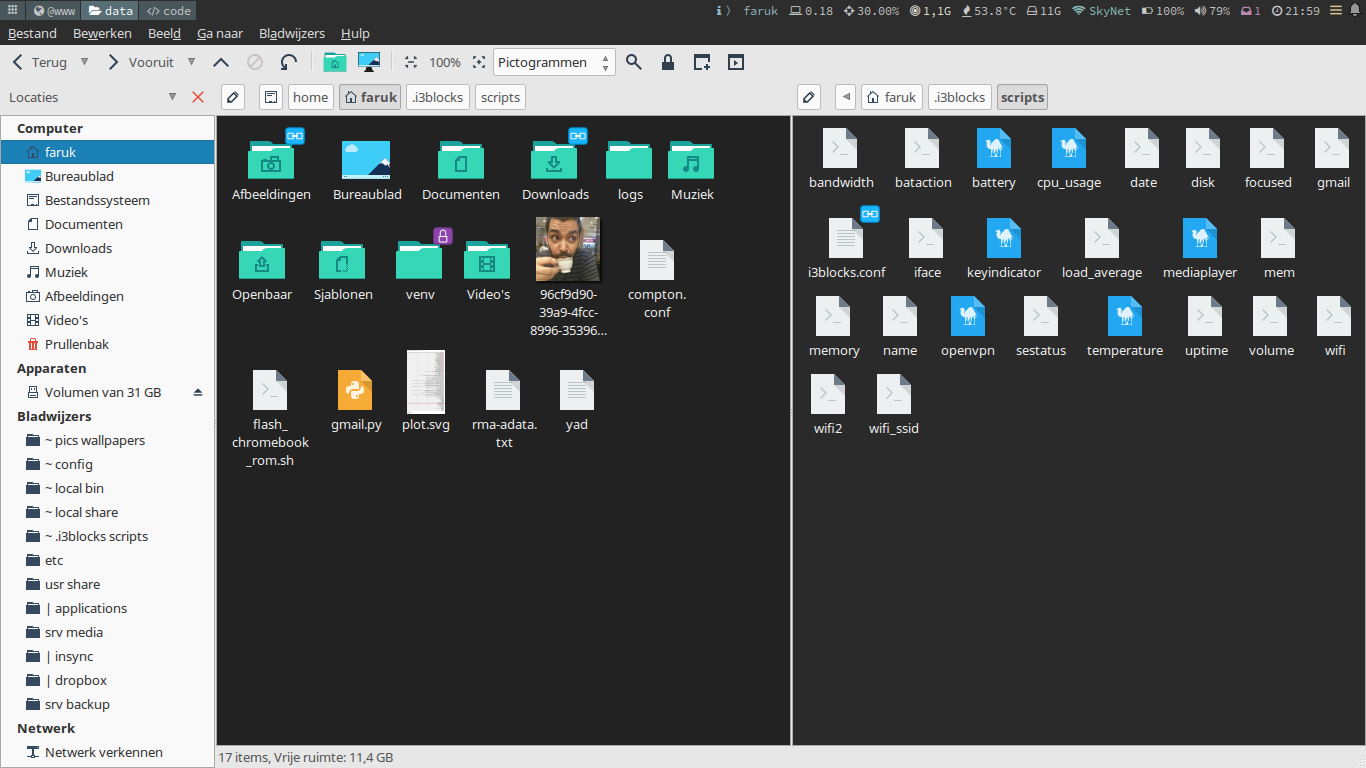 @www data code faruk 0.18 30.00% 1,1G 53.8°C 11G SkyNet 100% 79% 1 21:59
Bestand Bewerken Beeld Ga naar Bladwijzers Hulp
Terug Vooruit 100% Pictogrammen
Locaties home faruk .i3blocks scripts faruk .i3blocks scripts
Computer
faruk
Bureaublad
Bestandssysteem
Documenten
Downloads
Muziek
Afbeeldingen
Video's
Prullenbak
Apparaten
Volumen van 31 GB
Bladwijzers
~ pics wallpapers
~ config
~ local bin
~ local share
~ .i3blocks scripts
etc
usr share
| applications
srv media
| insync
| dropbox
srv backup
Netwerk
Netwerk verkennen
Afbeeldingen Bureaublad Documenten Downloads logs Muziek
Openbaar Sjablonen venv Video's 96cf9d90-
39a9-4fcc-
8996-35396... compton.
conf
flash_
chromebook
_rom.sh gmail.py plot.svg rma-adata.
txt yad
bandwidth bataction battery cpu_usage date disk focused gmail
i3blocks.conf iface keyindicator load_average mediaplayer mem
memory name openvpn sestatus temperature uptime volume wifi
wifi2 wifi_ssid
17 items, Vrije ruimte: 11,4 GB